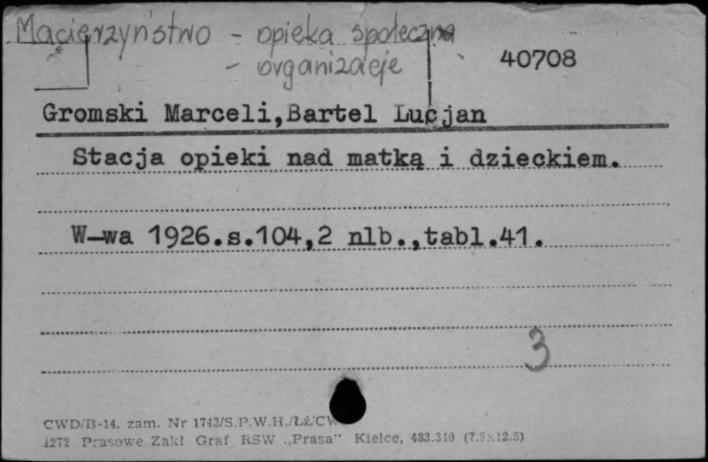 Macierzyństwo - opieka społeczna
- organizacje
40708
Gromski Marceli,Bartel Lucjan
Stacja opieki nad matką i dzieckiem.
W-wa 1926.s.104,2 nlb.,tabl.41.
3
CWD/B-14. zam. Nr 1743/S.P.W.H./Łź/CW
1272 Prasowe Zakł Graf RSW „Prasa" Kielce, 483.310 (7.5x12.5)